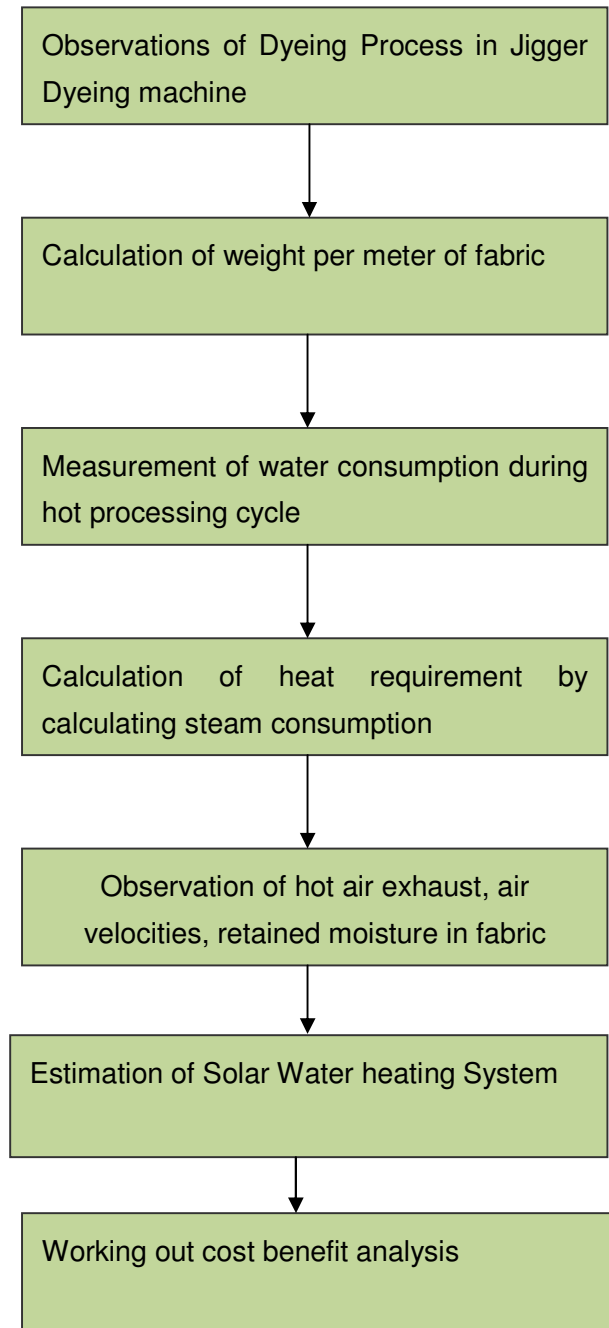 Observations of Dyeing Process in Jigger
Dyeing machine
Calculation of weight per meter of fabric
Measurement of water consumption during
hot processing cycle
Calculation of heat requirement by
calculating steam consumption
Observation of hot air exhaust, air
velocities, retained moisture in fabric
Estimation of Solar Water heating System
Working out cost benefit analysis